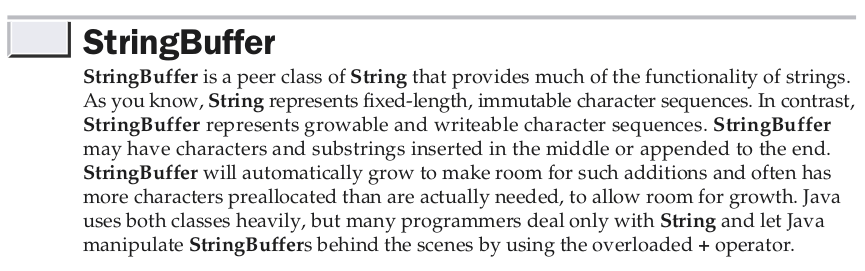 StringBuffer
StringBuffer is a peer class of String that provides much of the functionality of strings.
As you know, String represents fixed-length, immutable character sequences. In contrast,
StringBuffer represents growable and writeable character sequences. StringBuffer
may have characters and substrings inserted in the middle or appended to the end.
StringBuffer will automatically grow to make room for such additions and often has
more characters preallocated than are actually needed, to allow room for growth. Java
uses both classes heavily, but many programmers deal only with String and let Java
manipulate StringBuffers behind the scenes by using the overloaded + operator.